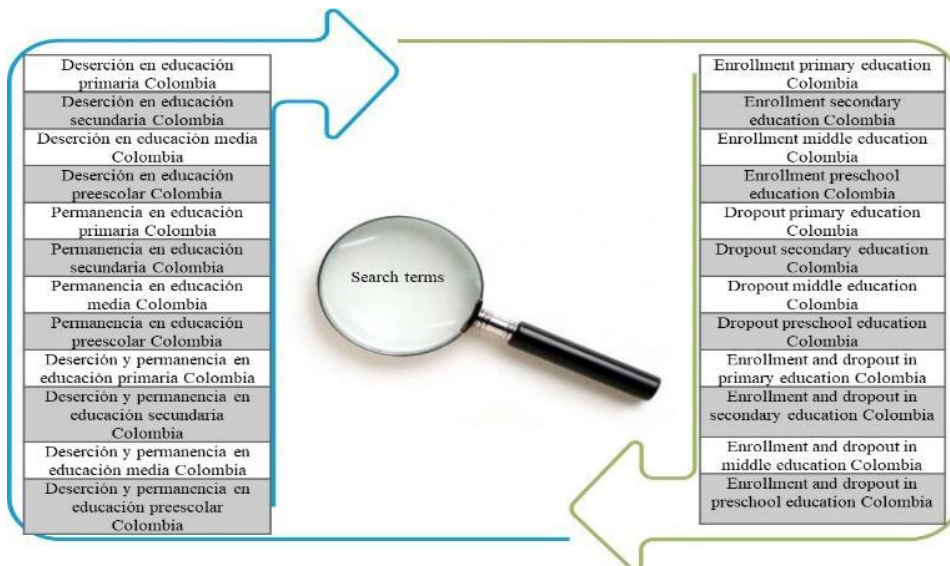 Deserción en educación
primaria Colombia
Deserción en educación
secundaria Colombia
Deserción en educación media
Colombia
Deserción en educación
preescolar Colombia
Permanencia en educación
primaria Colombia
Permanencia en educación
secundaria Colombia
Permanencia en educación
media Colombia
Permanencia en educación
preescolar Colombia
Deserción y permanencia en
educación primaria Colombia
Deserción y permanencia en
educación secundaria
Colombia
Deserción y permanencia en
educación media Colombia
Deserción y permanencia en
educación preescolar
Colombia
Search terms
Enrollment primary education
Colombia
Enrollment secondary
education Colombia
Enrollment middle education
Colombia
Enrollment preschool
education Colombia
Dropout primary education
Colombia
Dropout secondary education
Colombia
Dropout middle education
Colombia
Dropout preschool education
Colombia
Enrollment and dropout in
primary education Colombia
Enrollment and dropout in
secondary education Colombia
Enrollment and dropout in
middle education Colombia
Enrollment and dropout in
preschool education Colombia